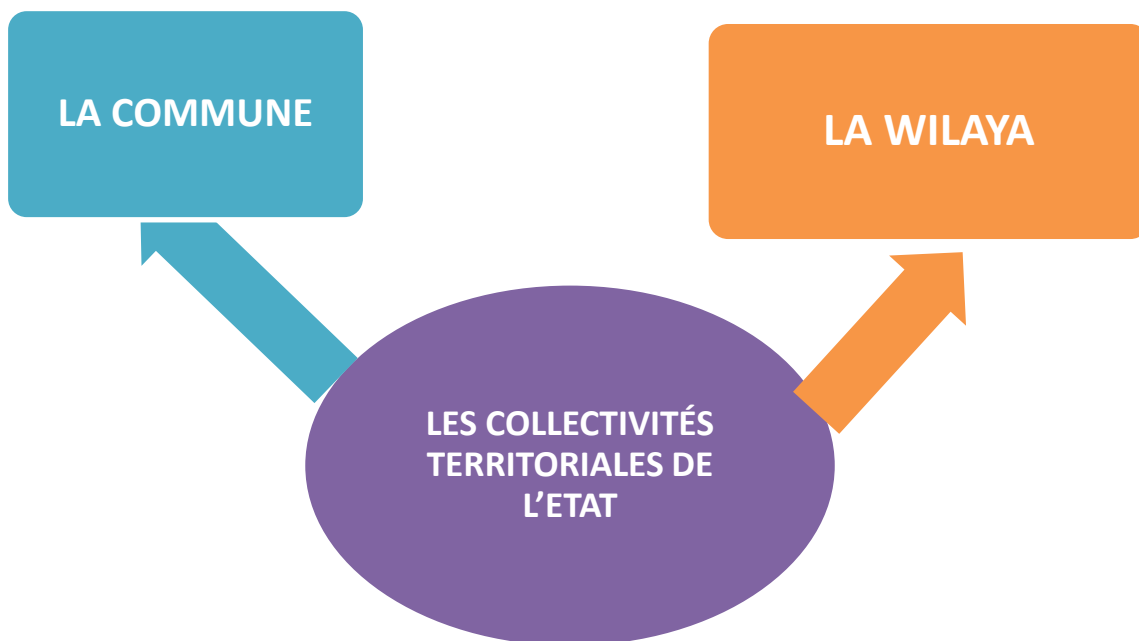 LA COMMUNE
LA WILAYA
LES COLLECTIVITÉS
TERRITORIALES DE
L’ETAT